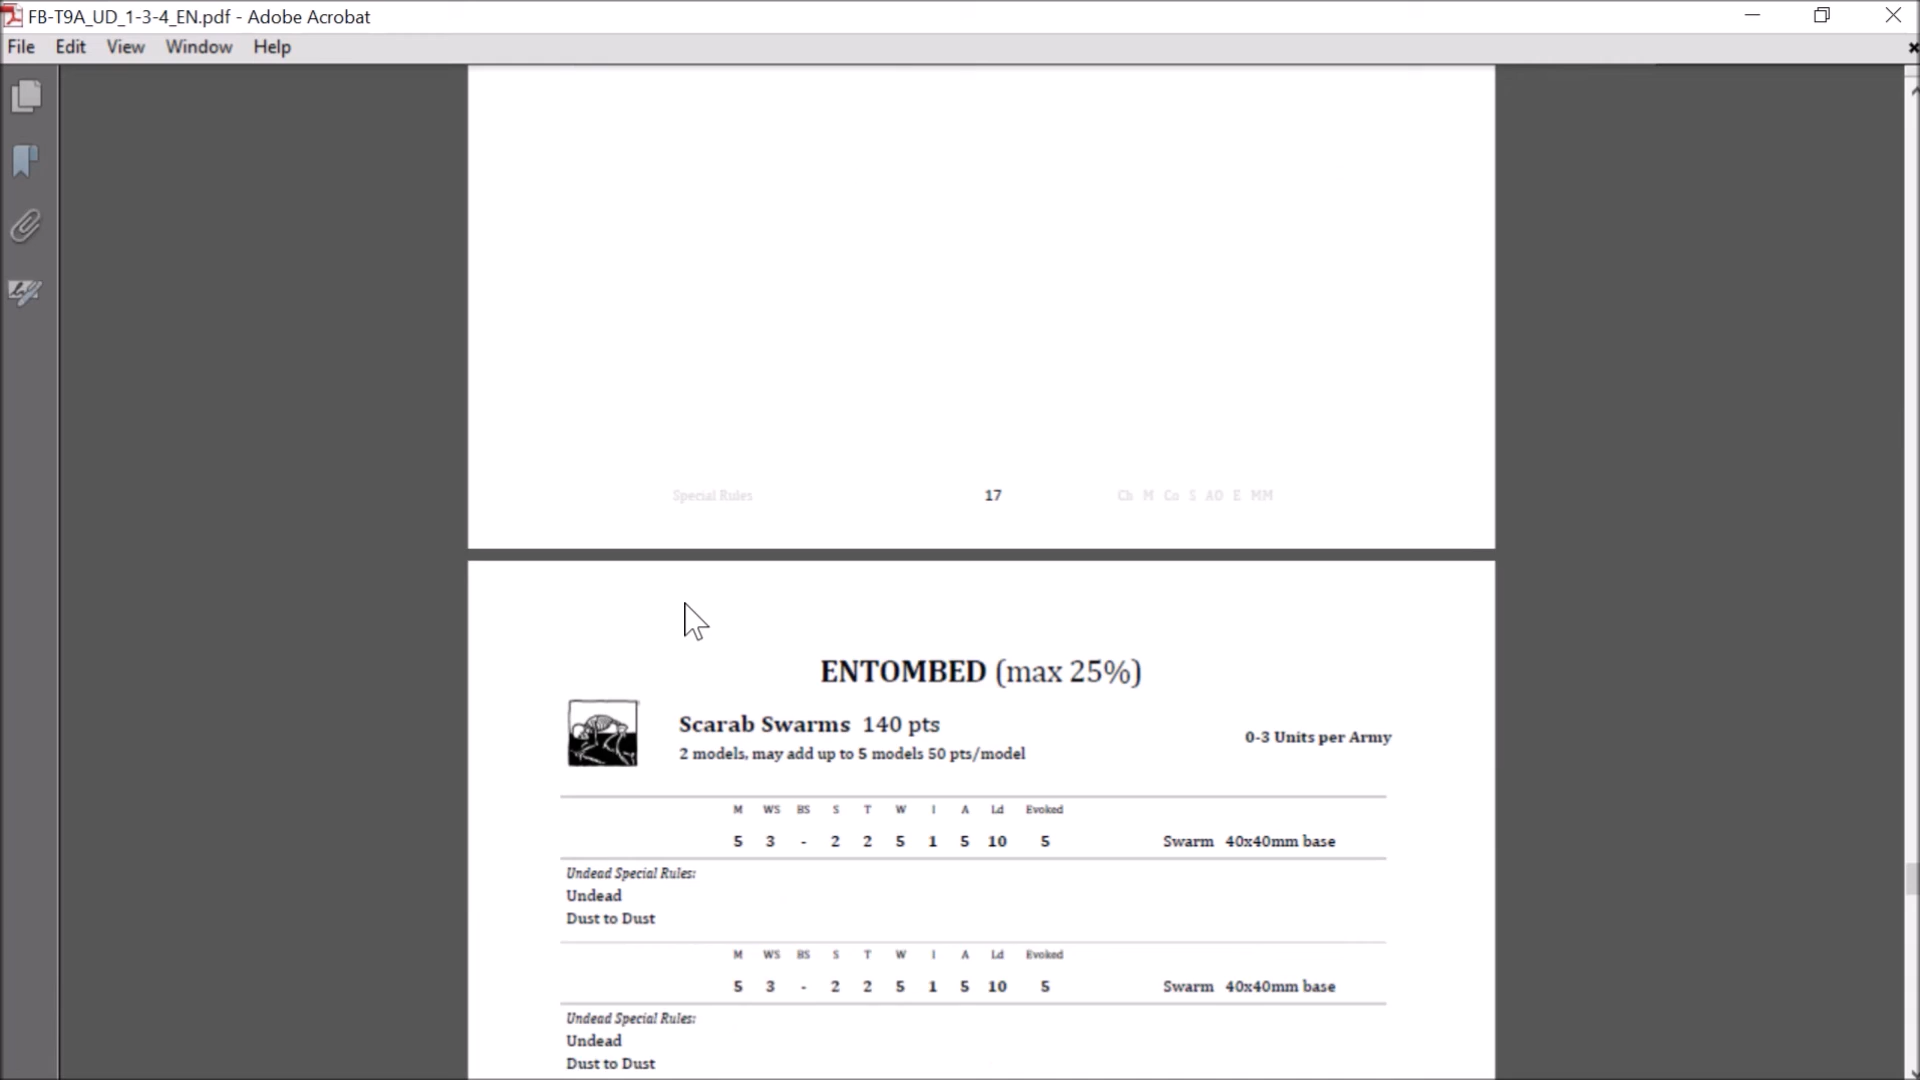 FB-T9A_UD_1-3-4_EN.pdf - Adobe Acrobat
File Edit View Window Help
Special Rules 17 Ch M Co S AO E MM
ENTOMBED (max 25%)
Scarab Swarms 140 pts
2 models, may add up to 5 models 50 pts/model
0-3 Units per Army
M WS BS S T W I A Ld Evoked
5 3 - 2 2 5 1 5 10 5 Swarm 40x40mm base
Undead Special Rules:
Undead
Dust to Dust
M WS BS S T W I A Ld Evoked
5 3 - 2 2 5 1 5 10 5 Swarm 40x40mm base
Undead Special Rules:
Undead
Dust to Dust